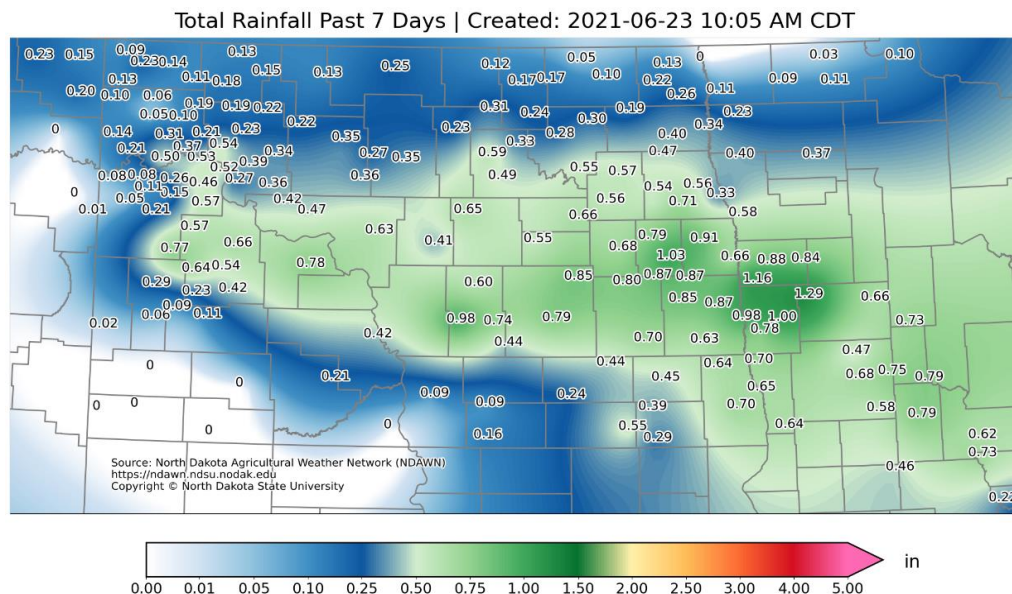 Total Rainfall Past 7 Days | Created: 2021-06-23 10:05 AM CDT
0.23 0.15 0.09 0.13 0.05 0 0.03 0.10
0.23 0.14 0.15 0.13 0.25 0.12 0.13
0.13 0.11 0.18 0.17 0.17 0.10 0.22 0.11 0.09 0.11
0.20 0.10 0.06 0.26
0.19 0.19 0.22 0.31 0.24 0.19 0.23
0.05 0.10 0.22 0.30 0.34
0 0.14 0.31 0.21 0.23 0.35 0.23 0.28 0.40
0.21 0.37 0.54 0.34 0.27 0.35 0.59 0.33 0.47 0.40 0.37
0.50 0.53 0.39
0.08 0.08 0.26 0.52 0.27 0.36 0.36 0.49 0.55 0.57
0 0.11 0.15 0.46 0.54 0.56 0.33
0.05 0.57 0.42 0.56 0.71
0.01 0.21 0.47 0.65 0.66 0.58
0.57 0.63
0.77 0.66 0.41 0.55 0.68 0.79 0.91
0.64 0.54 0.78 1.03 0.66 0.88 0.84
0.29 0.23 0.42 0.60 0.85 0.80 0.87 0.87 1.16
0.09 0.85 0.87 1.29 0.66
0.02 0.06 0.11 0.98 0.74 0.79 0.98 1.00 0.73
0.42 0.44 0.70 0.63 0.78
0 0.44 0.64 0.70 0.47
0 0.21 0.45 0.68 0.75 0.79
0.09 0.24 0.65
0 0 0.09 0.39 0.70 0.58 0.79
0 0 0.16 0.55 0.29 0.64 0.62
0.73
0.46
Source: North Dakota Agricultural Weather Network (NDAWN)
https://ndawn.ndsu.nodak.edu
Copyright © North Dakota State University
0.00 0.01 0.05 0.10 0.25 0.50 0.75 1.00 1.50 2.00 2.50 3.00 4.00 5.00
in